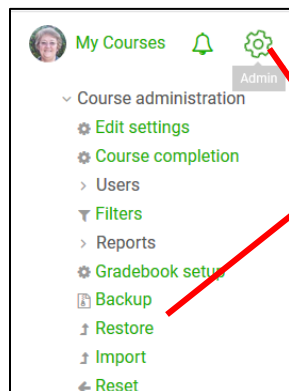 My Courses
Admin
Course administration
Edit settings
Course completion
Users
Filters
Reports
Gradebook setup
Backup
Restore
Import
Reset